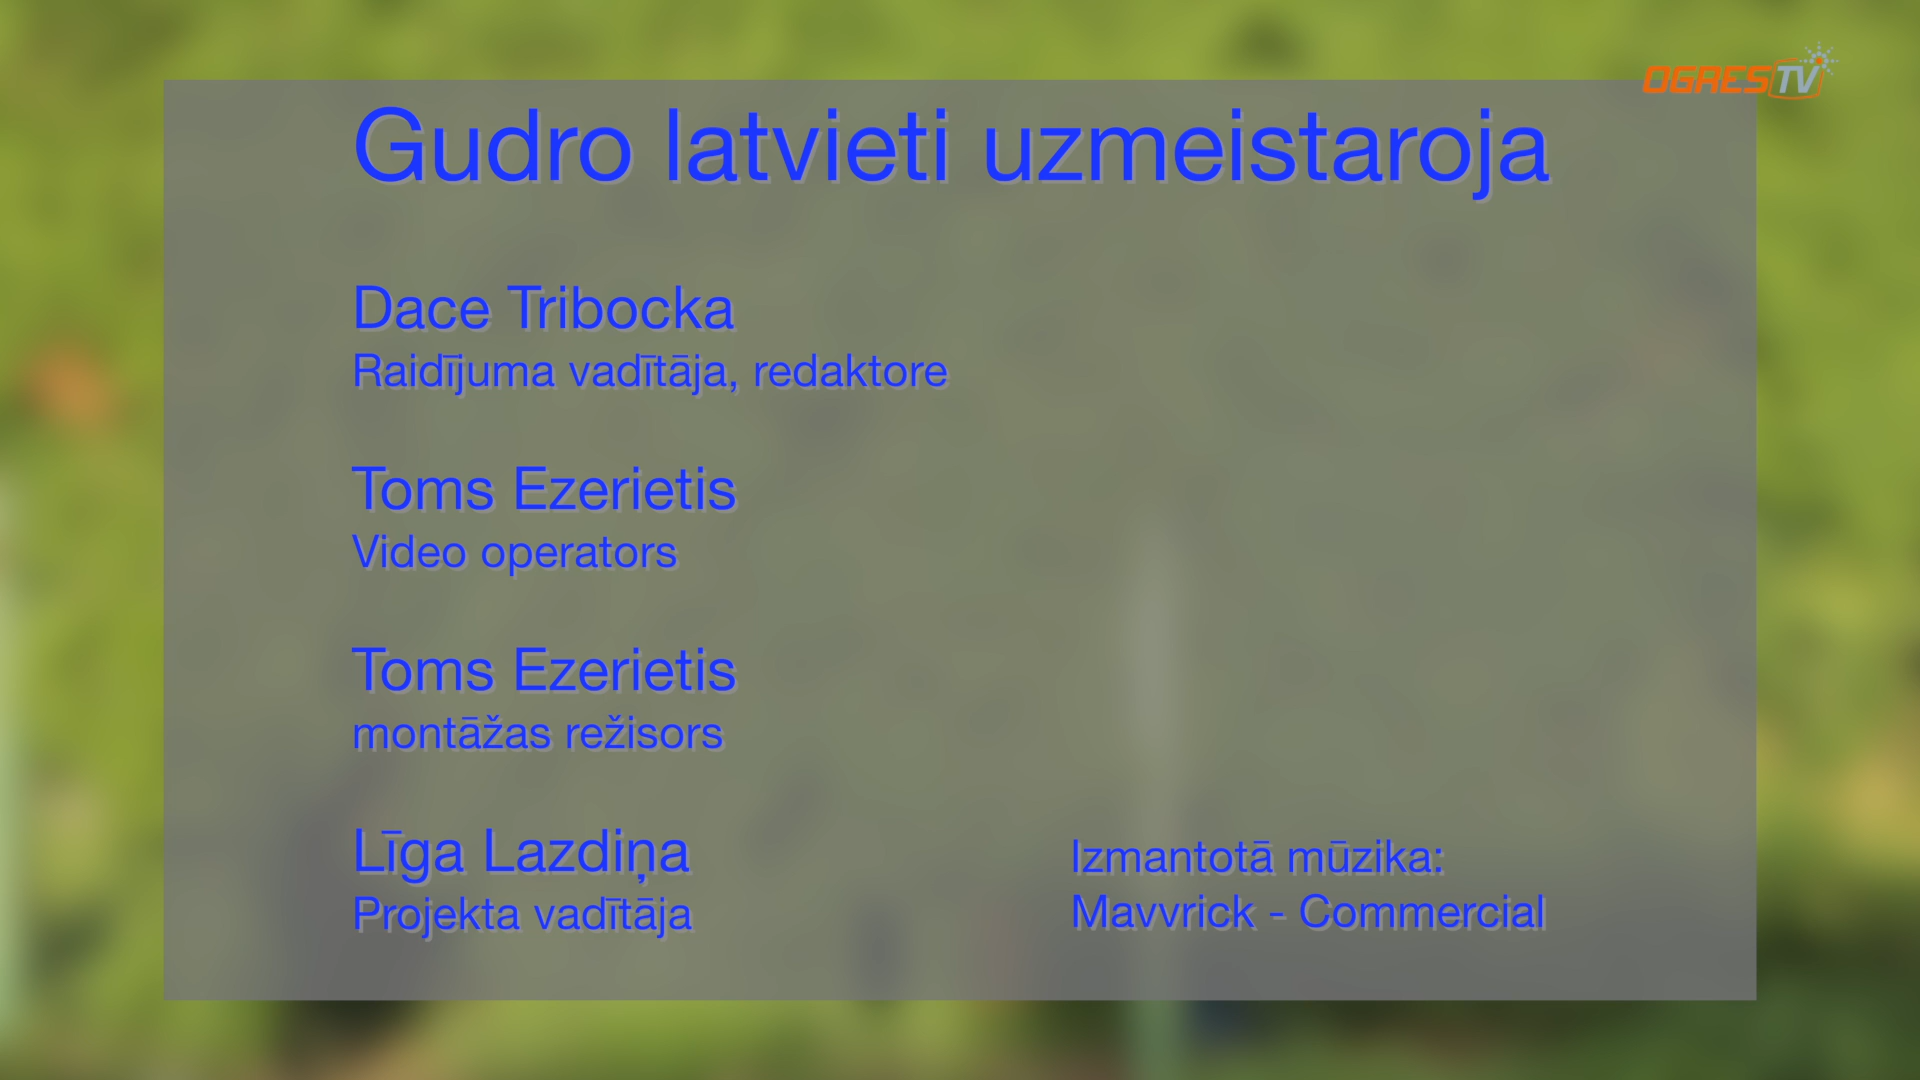 OGRES TV
Gudro latvieti uzmeistaroja
Dace Tribocka
Raidījuma vadītāja, redaktore
Toms Ezerietis
Video operators
Toms Ezerietis
montāžas režisors
Līga Lazdiņa
Projekta vadītāja
Izmantotā mūzika:
Mavvrick - Commercial